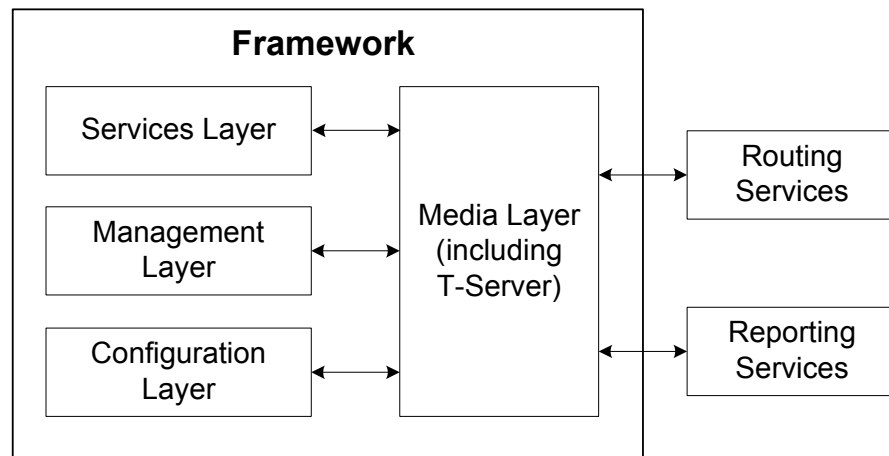 Framework
Services Layer
Management
Layer
Configuration
Layer
Media Layer
(including
T-Server)
Routing
Services
Reporting
Services